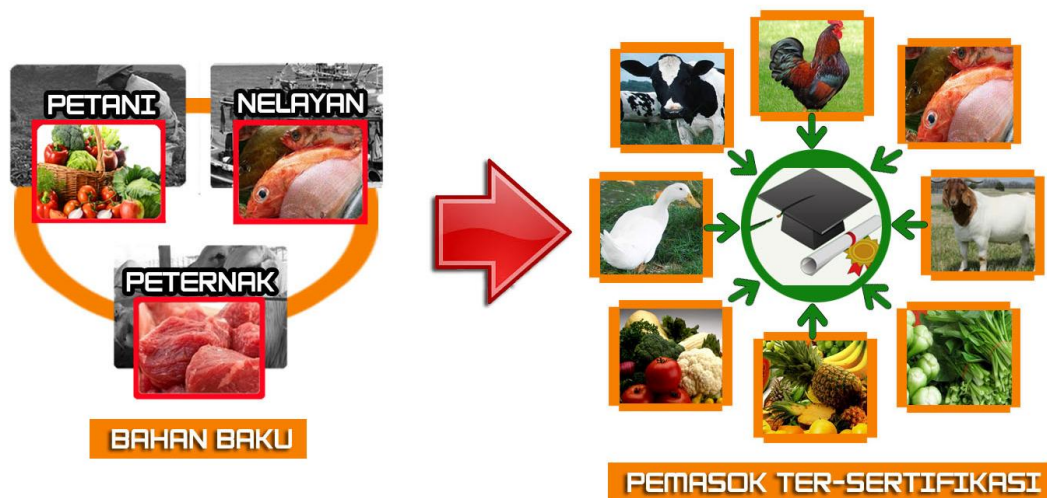 PETANI
NELAYAN
PETERNAK
BAHAN BAKU
PEMASOK TER-SERTIFIKASI